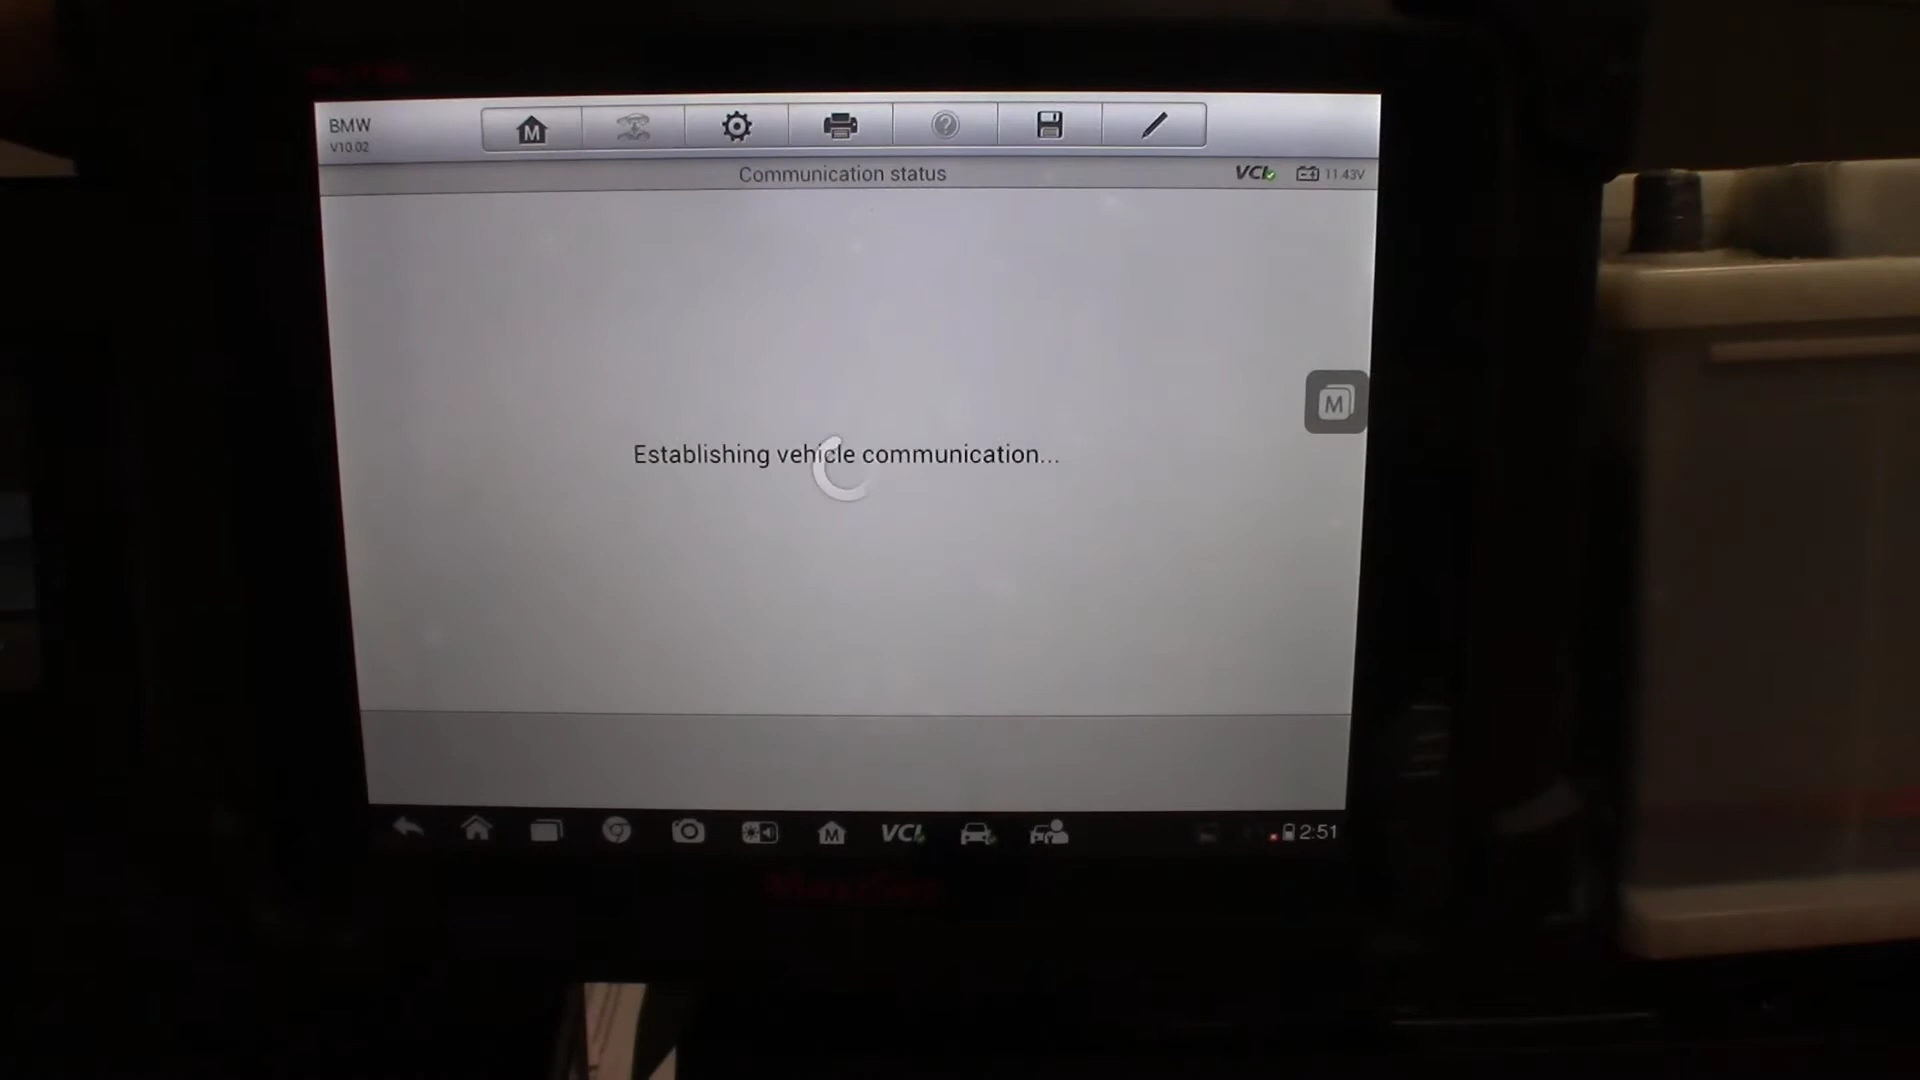 BMW
V10.02
M
Communication status
VCI
11.43V
M
Establishing vehicle communication...
M
VCI
2:51